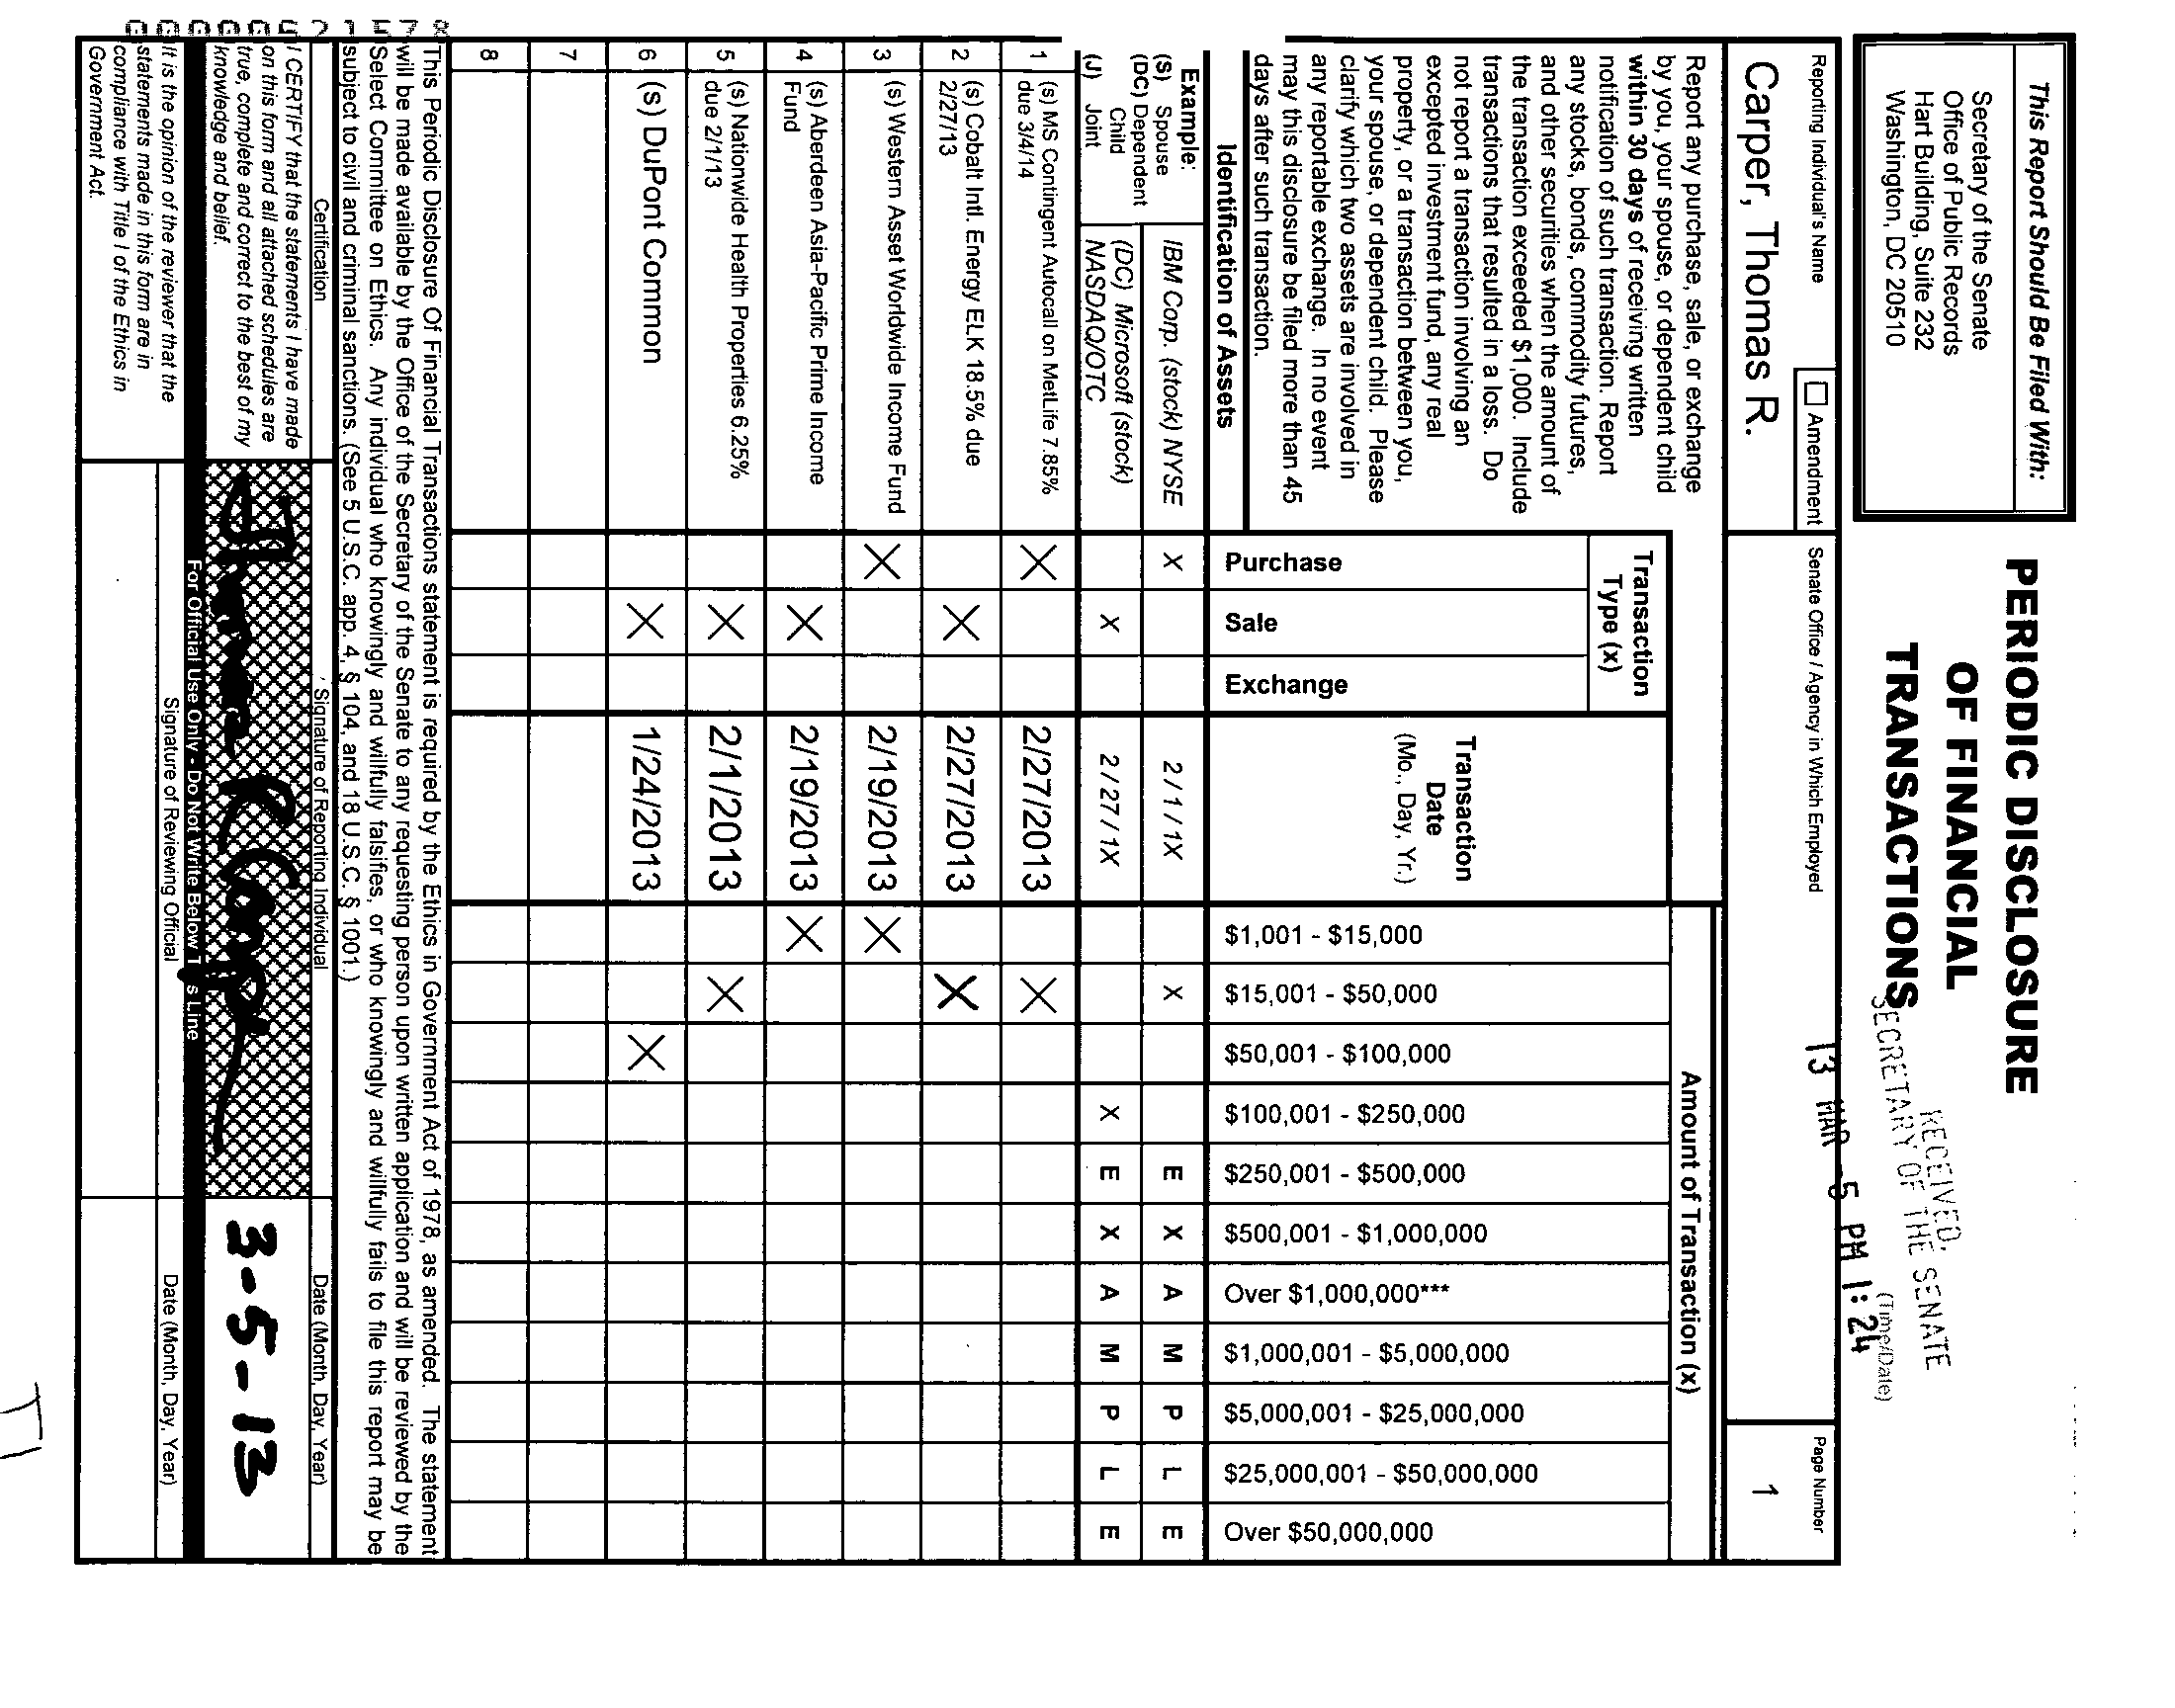 This Report Should Be Filed With:
Secretary of the Senate
Office of Public Records
Hart Building, Suite 232
Washington, DC 20510
PERIODIC DISCLOSURE
OF FINANCIAL
TRANSACTIONS
RECEIVED,
SECRETARY OF THE SENATE
(Time/Date)
13 MAR -5 PM 1:24
Reporting Individual's Name
Amendment
Senate Office / Agency in Which Employed
Page Number
Carper, Thomas R.
1
Report any purchase, sale, or exchange
by you, your spouse, or dependent child
within 30 days of receiving written
notification of such transaction. Report
any stocks, bonds, commodity futures,
and other securities when the amount of
the transaction exceeded $1,000. Include
transactions that resulted in a loss. Do
not report a transaction involving an
excepted investment fund, any real
property, or a transaction between you,
your spouse, or dependent child. Please
clarify which two assets are involved in
any reportable exchange. In no event
may this disclosure be filed more than 45
days after such transaction.
Identification of Assets
Transaction
Type (x)
Purchase
Sale
Exchange
Transaction
Date
(Mo., Day, Yr.)
Amount of Transaction (x)
$1,001 - $15,000
$15,001 - $50,000
$50,001 - $100,000
$100,001 - $250,000
$250,001 - $500,000
$500,001 - $1,000,000
Over $1,000,000***
$1,000,001 - $5,000,000
$5,000,001 - $25,000,000
$25,000,001 - $50,000,000
Over $50,000,000
Example:
(S) Spouse
(DC) Dependent
Child
(J) Joint
IBM Corp. (stock) NYSE X 2 / 1 / 1X X E X A M P L E
(DC) Microsoft (stock)
NASDAQ/OTC X 2 / 27 / 1X X E X A M P L E
1 (s) MS Contingent Autocall on MetLife 7.85%
due 3/4/14 X 2/27/2013 X
2 (s) Cobalt Intl. Energy ELK 18.5% due
2/27/13 X 2/27/2013 X
3 (s) Western Asset Worldwide Income Fund X 2/19/2013 X
4 (s) Aberdeen Asia-Pacific Prime Income
Fund X 2/19/2013 X
5 (s) Nationwide Health Properties 6.25%
due 2/1/13 X 2/1/2013 X
6 (s) DuPont Common X 1/24/2013 X
7
8
This Periodic Disclosure Of Financial Transactions statement is required by the Ethics in Government Act of 1978, as amended. The statement
will be made available by the Office of the Secretary of the Senate to any requesting person upon written application and will be reviewed by the
Select Committee on Ethics. Any individual who knowingly and willfully falsifies, or who knowingly and willfully fails to file this report may be
subject to civil and criminal sanctions. (See 5 U.S.C. app. 4, § 104, and 18 U.S.C. § 1001.)
Certification
Signature of Reporting Individual
Date (Month, Day, Year)
I CERTIFY that the statements I have made
on this form and all attached schedules are
true, complete and correct to the best of my
knowledge and belief.
3-5-13
For Official Use Only - Do Not Write Below This Line
It is the opinion of the reviewer that the
statements made in this form are in
compliance with Title I of the Ethics in
Government Act.
Signature of Reviewing Official
Date (Month, Day, Year)